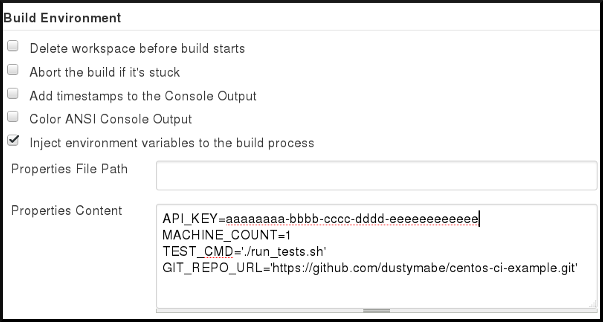 Build Environment
Delete workspace before build starts
Abort the build if it's stuck
Add timestamps to the Console Output
Color ANSI Console Output
Inject environment variables to the build process
Properties File Path
Properties Content
API_KEY=aaaaaaaa-bbbb-cccc-dddd-eeeeeeeeeeee
MACHINE_COUNT=1
TEST_CMD='./run_tests.sh'
GIT_REPO_URL='https://github.com/dustymabe/centos-ci-example.git'